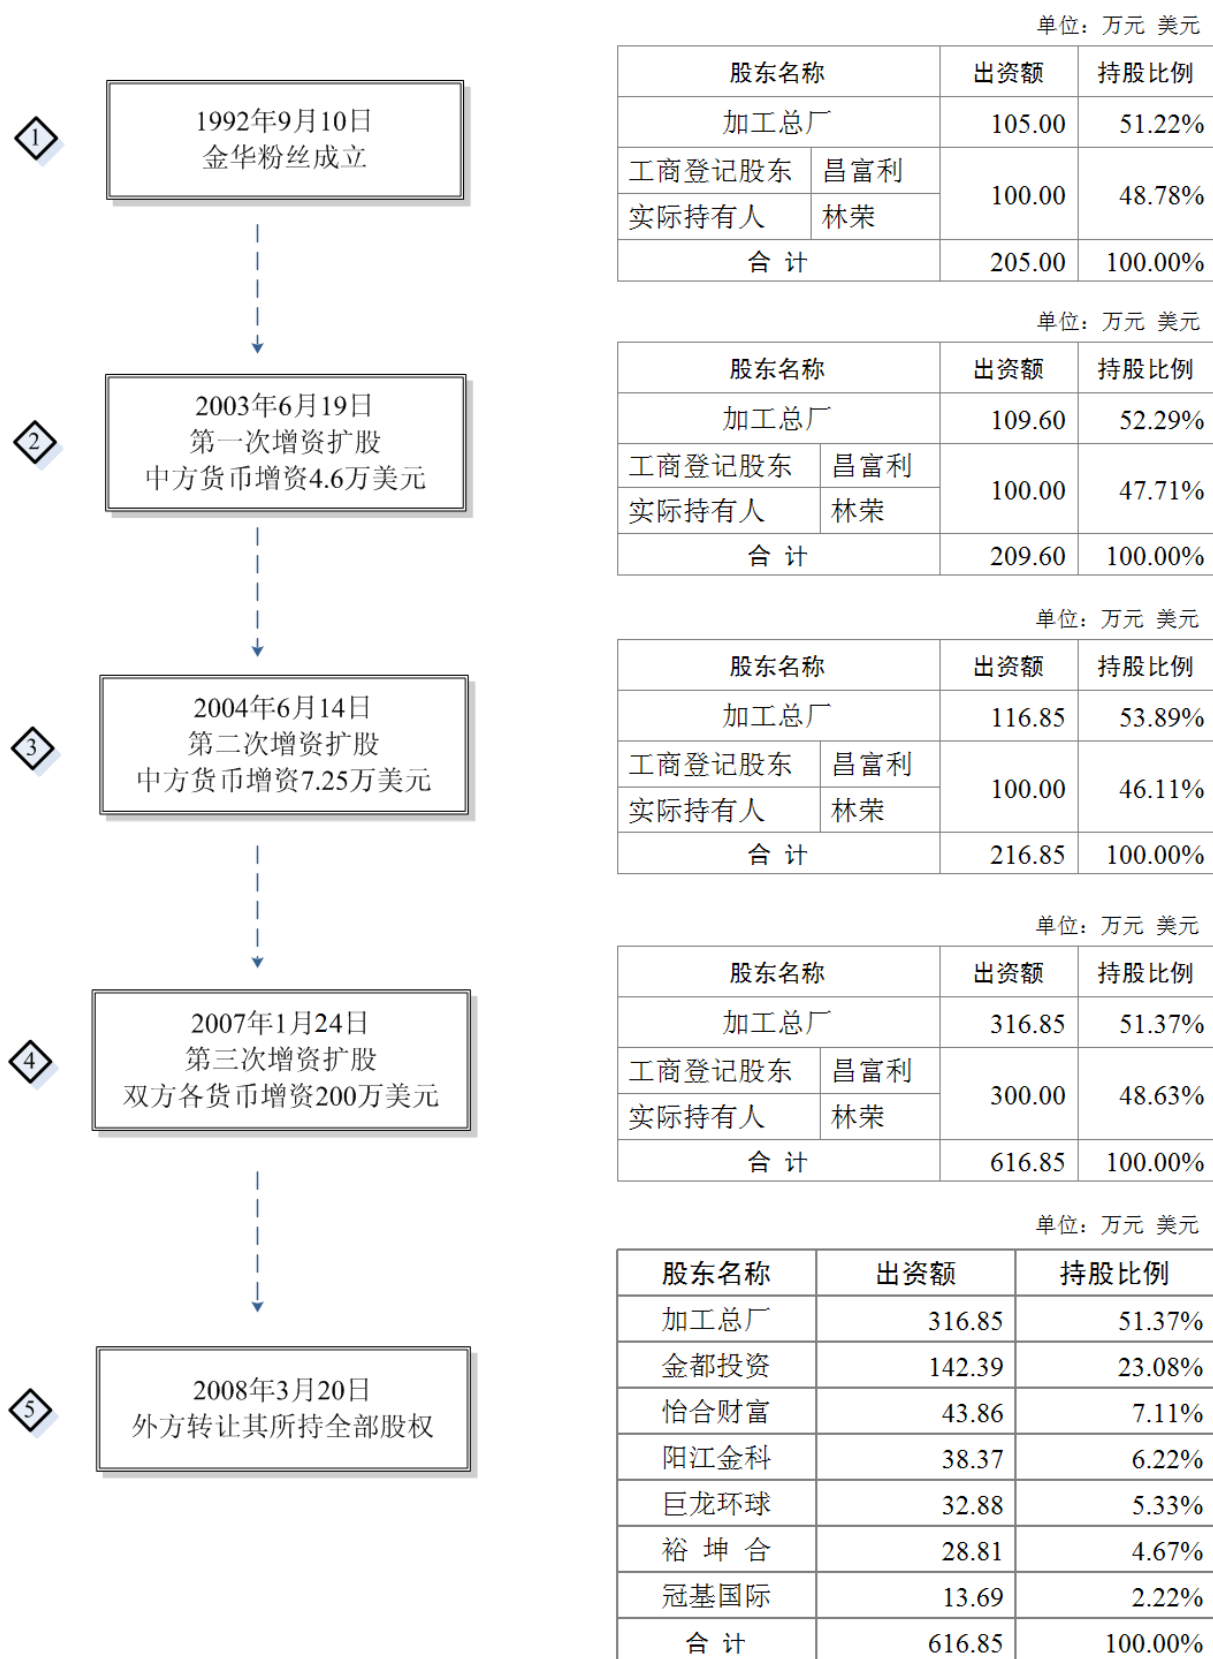 单位：万元 美元
1
1992年9月10日
金华粉丝成立
股东名称 出资额 持股比例
加工总厂 105.00 51.22%
工商登记股东 昌富利 100.00 48.78%
实际持有人 林荣
合 计 205.00 100.00%
单位：万元 美元
2
2003年6月19日
第一次增资扩股
中方货币增资4.6万美元
股东名称 出资额 持股比例
加工总厂 109.60 52.29%
工商登记股东 昌富利 100.00 47.71%
实际持有人 林荣
合 计 209.60 100.00%
单位：万元 美元
3
2004年6月14日
第二次增资扩股
中方货币增资7.25万美元
股东名称 出资额 持股比例
加工总厂 116.85 53.89%
工商登记股东 昌富利 100.00 46.11%
实际持有人 林荣
合 计 216.85 100.00%
单位：万元 美元
4
2007年1月24日
第三次增资扩股
双方各货币增资200万美元
股东名称 出资额 持股比例
加工总厂 316.85 51.37%
工商登记股东 昌富利 300.00 48.63%
实际持有人 林荣
合 计 616.85 100.00%
单位：万元 美元
5
2008年3月20日
外方转让其所持全部股权
股东名称 出资额 持股比例
加工总厂 316.85 51.37%
金都投资 142.39 23.08%
怡合财富 43.86 7.11%
阳江金科 38.37 6.22%
巨龙环球 32.88 5.33%
裕 坤 合 28.81 4.67%
冠基国际 13.69 2.22%
合 计 616.85 100.00%